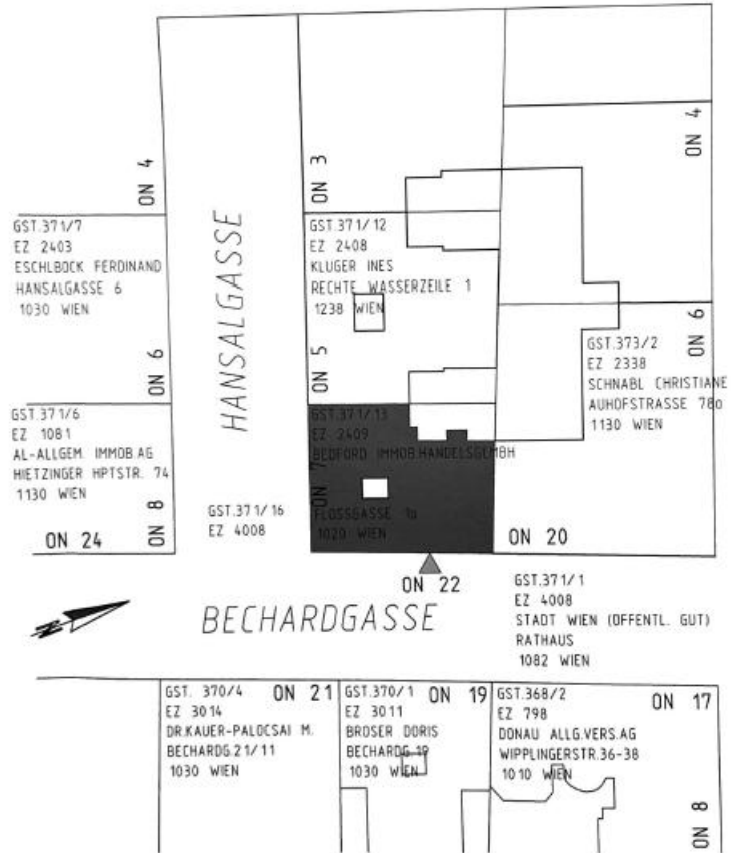 ON 4
ON 3
ON 4
GST.371/7
EZ 2403
ESCHLBOCK FERDINAND
HANSALGASSE 6
1030 WIEN
HANSALGASSE
GST.371/12
EZ 2408
KLUGER INES
RECHTE WASSERZEILE 1
1238 WIEN
ON 6
ON 5
ON 6
GST.373/2
EZ 2338
SCHNABL CHRISTIANE
AUHOFSTRASSE
1130 WIEN
GST.371/6
EZ 1081
AL-ALLGEM. IMMOB.AG
HIETZINGER HPTSTR. 74
1130 WIEN
ON 8
ON 24
GST.371/16
EZ 4008
GST.371/13
EZ 2409
BEDFORD IMMOB.HANDELSGEMBH
ON 7
FLOSSGASSE 1a
1020 WIEN
ON 20
ON 22
N
BECHARDGASSE
GST.371/1
EZ 4008
STADT WIEN (OFFENTL. GUT)
RATHAUS
1082 WIEN
GST. 370/4 ON 21
EZ 3014
DR.KAUER-PALOCSAI M.
BECHARDG.21/11
1030 WIEN
GST.370/1 ON 19
EZ 3011
BROSER DORIS
BECHARDG.19
1030 WIEN
GST.368/2 ON 17
EZ 798
DONAU ALLG.VERS.AG
WIPPLINGERSTR.36-38
1010 WIEN
ON 8